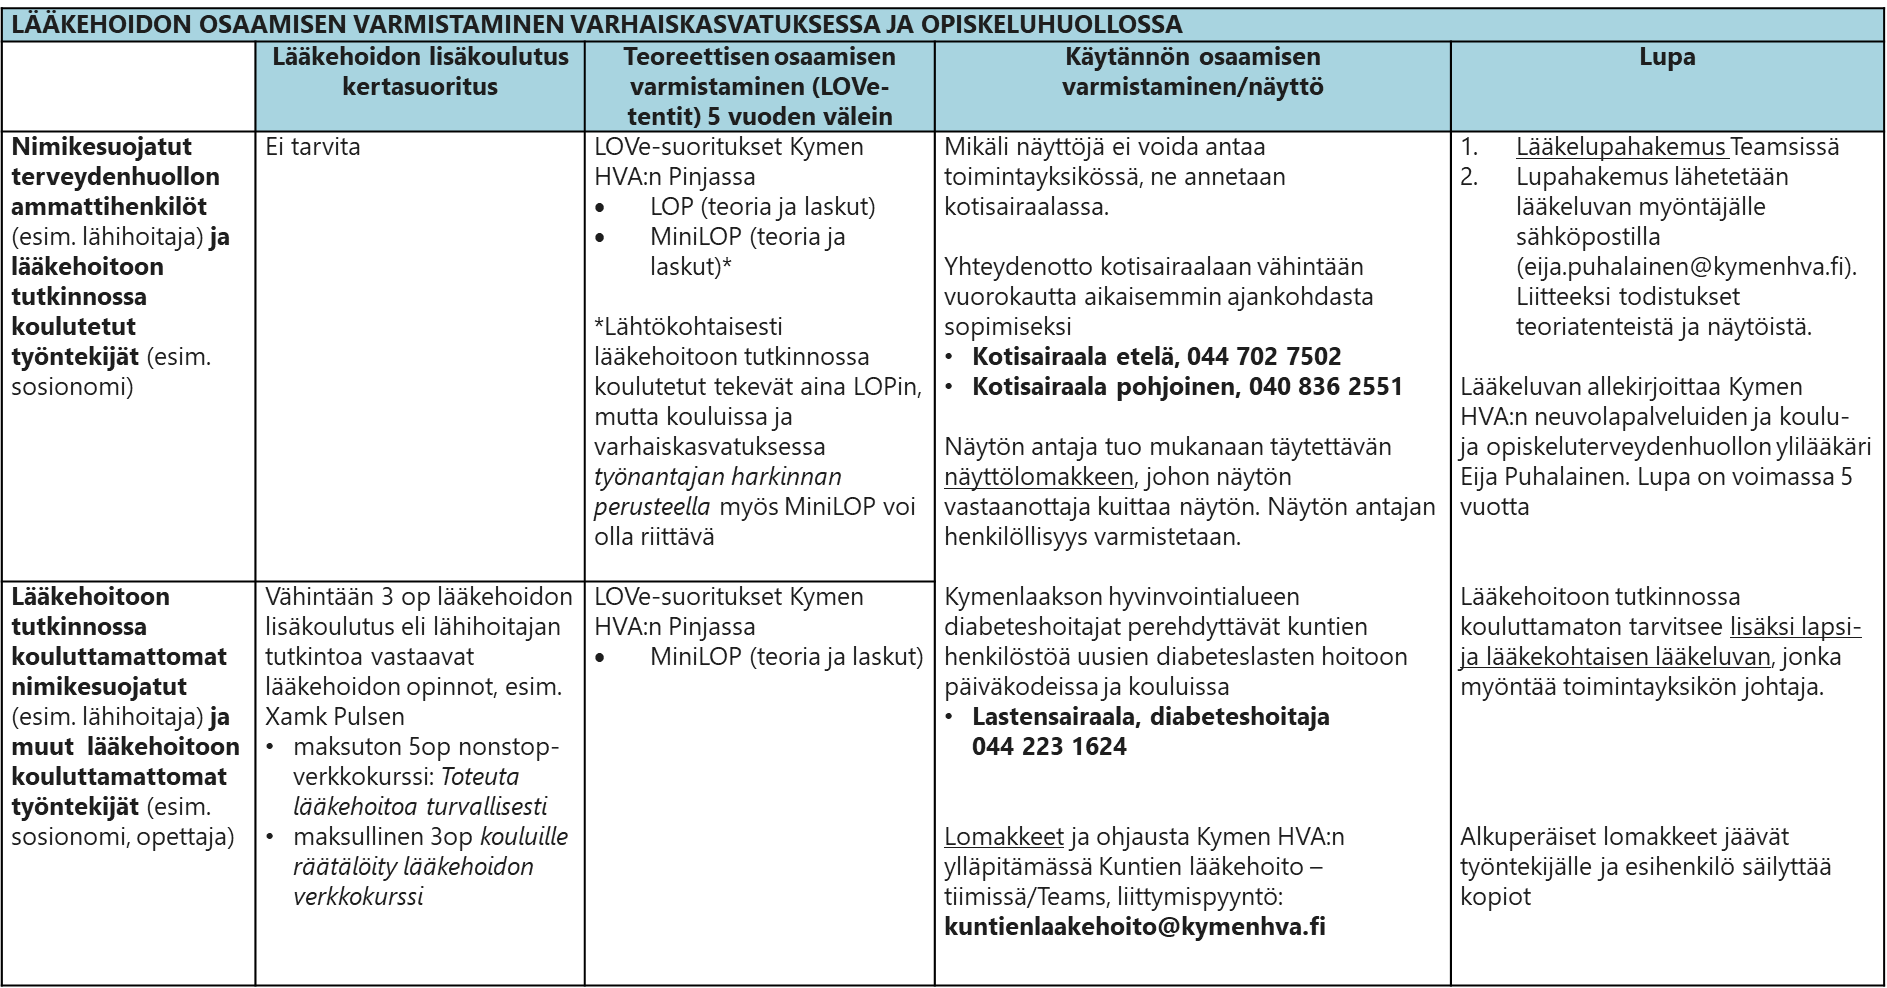 LÄÄKEHOIDON OSAAMISEN VARMISTAMINEN VARHAISKASVATUKSESSA JA OPISKELUHUOLLOSSA
Lääkehoidon lisäkoulutus
kertasuoritus
Teoreettisen osaamisen
varmistaminen (LOVe-
tentit) 5 vuoden välein
Käytännön osaamisen
varmistaminen/näyttö
Lupa
Nimikesuojatut
terveydenhuollon
ammattihenkilöt
(esim. lähihoitaja) ja
lääkehoitoon
tutkinnossa
koulutetut
työntekijät (esim.
sosionomi)
Ei tarvita
LOVe-suoritukset Kymen
HVA:n Pinjassa
• LOP (teoria ja laskut)
• MiniLOP (teoria ja
laskut)*
*Lähtökohtaisesti
lääkehoitoon tutkinnossa
koulutetut tekevät aina LOPin,
mutta kouluissa ja
varhaiskasvatuksessa
työnantajan harkinnan
perusteella myös MiniLOP voi
olla riittävä
Mikäli näyttöjä ei voida antaa
toimintayksikössä, ne annetaan
kotisairaalassa.
Yhteydenotto kotisairaalaan vähintään
vuorokautta aikaisemmin ajankohdasta
sopimiseksi
• Kotisairaala etelä, 044 702 7502
• Kotisairaala pohjoinen, 040 836 2551
Näytön antaja tuo mukanaan täytettävän
näyttölomakkeen, johon näytön
vastaanottaja kuittaa näytön. Näytön antajan
henkilöllisyys varmistetaan.
1. Lääkelupahakemus Teamsissä
2. Lupahakemus lähetetään
lääkeluvan myöntäjälle
sähköpostilla
(eija.puhalainen@kymenhva.fi).
Liitteeksi todistukset
teoriatenteistä ja näytöistä.
Lääkeluvan allekirjoittaa Kymen
HVA:n neuvolapalveluiden ja koulu-
ja opiskeluterveydenhuollon ylilääkäri
Eija Puhalainen. Lupa on voimassa 5
vuotta
Lääkehoitoon
tutkinnossa
kouluttamattomat
nimikesuojatut
(esim. lähihoitaja) ja
muut lääkehoitoon
kouluttamattomat
työntekijät (esim.
sosionomi, opettaja)
Vähintään 3 op lääkehoidon
lisäkoulutus eli lähihoitajan
tutkintoa vastaavat
lääkehoidon opinnot, esim.
Xamk Pulsen
• maksuton 5op nonstop-
verkkokurssi: Toteuta
lääkehoitoa turvallisesti
• maksullinen 3op kouluille
räätälöity lääkehoidon
verkkokurssi
LOVe-suoritukset Kymen
HVA:n Pinjassa
• MiniLOP (teoria ja laskut)
Kymenlaakson hyvinvointialueen
diabeteshoitajat perehdyttävät kuntien
henkilöstöä uusien diabeteslasten hoitoon
päiväkodeissa ja kouluissa
• Lastensairaala, diabeteshoitaja
044 223 1624
Lomakkeet ja ohjausta Kymen HVA:n
ylläpitämässä Kuntien lääkehoito –
tiimissä/Teams, liittymispyyntö:
kuntienlaakehoito@kymenhva.fi
Lääkehoitoon tutkinnossa
kouluttamaton tarvitsee lisäksi lapsi-
ja lääkekohtaisen lääkeluvan, jonka
myöntää toimintayksikön johtaja.
Alkuperäiset lomakkeet jäävät
työntekijälle ja esihenkilö säilyttää
kopiot